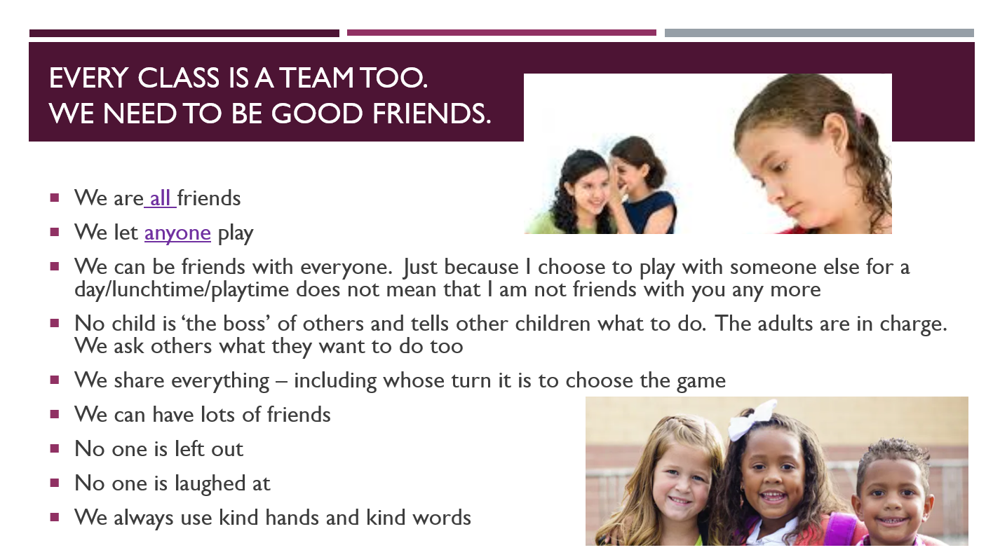 EVERY CLASS IS A TEAM TOO.
WE NEED TO BE GOOD FRIENDS.
We are all friends
We let anyone play
We can be friends with everyone.  Just because I choose to play with someone else for a
day/lunchtime/playtime does not mean that I am not friends with you any more
No child is ‘the boss’ of others and tells other children what to do.  The adults are in charge.
We ask others what they want to do too
We share everything – including whose turn it is to choose the game
We can have lots of friends
No one is left out
No one is laughed at
We always use kind hands and kind words